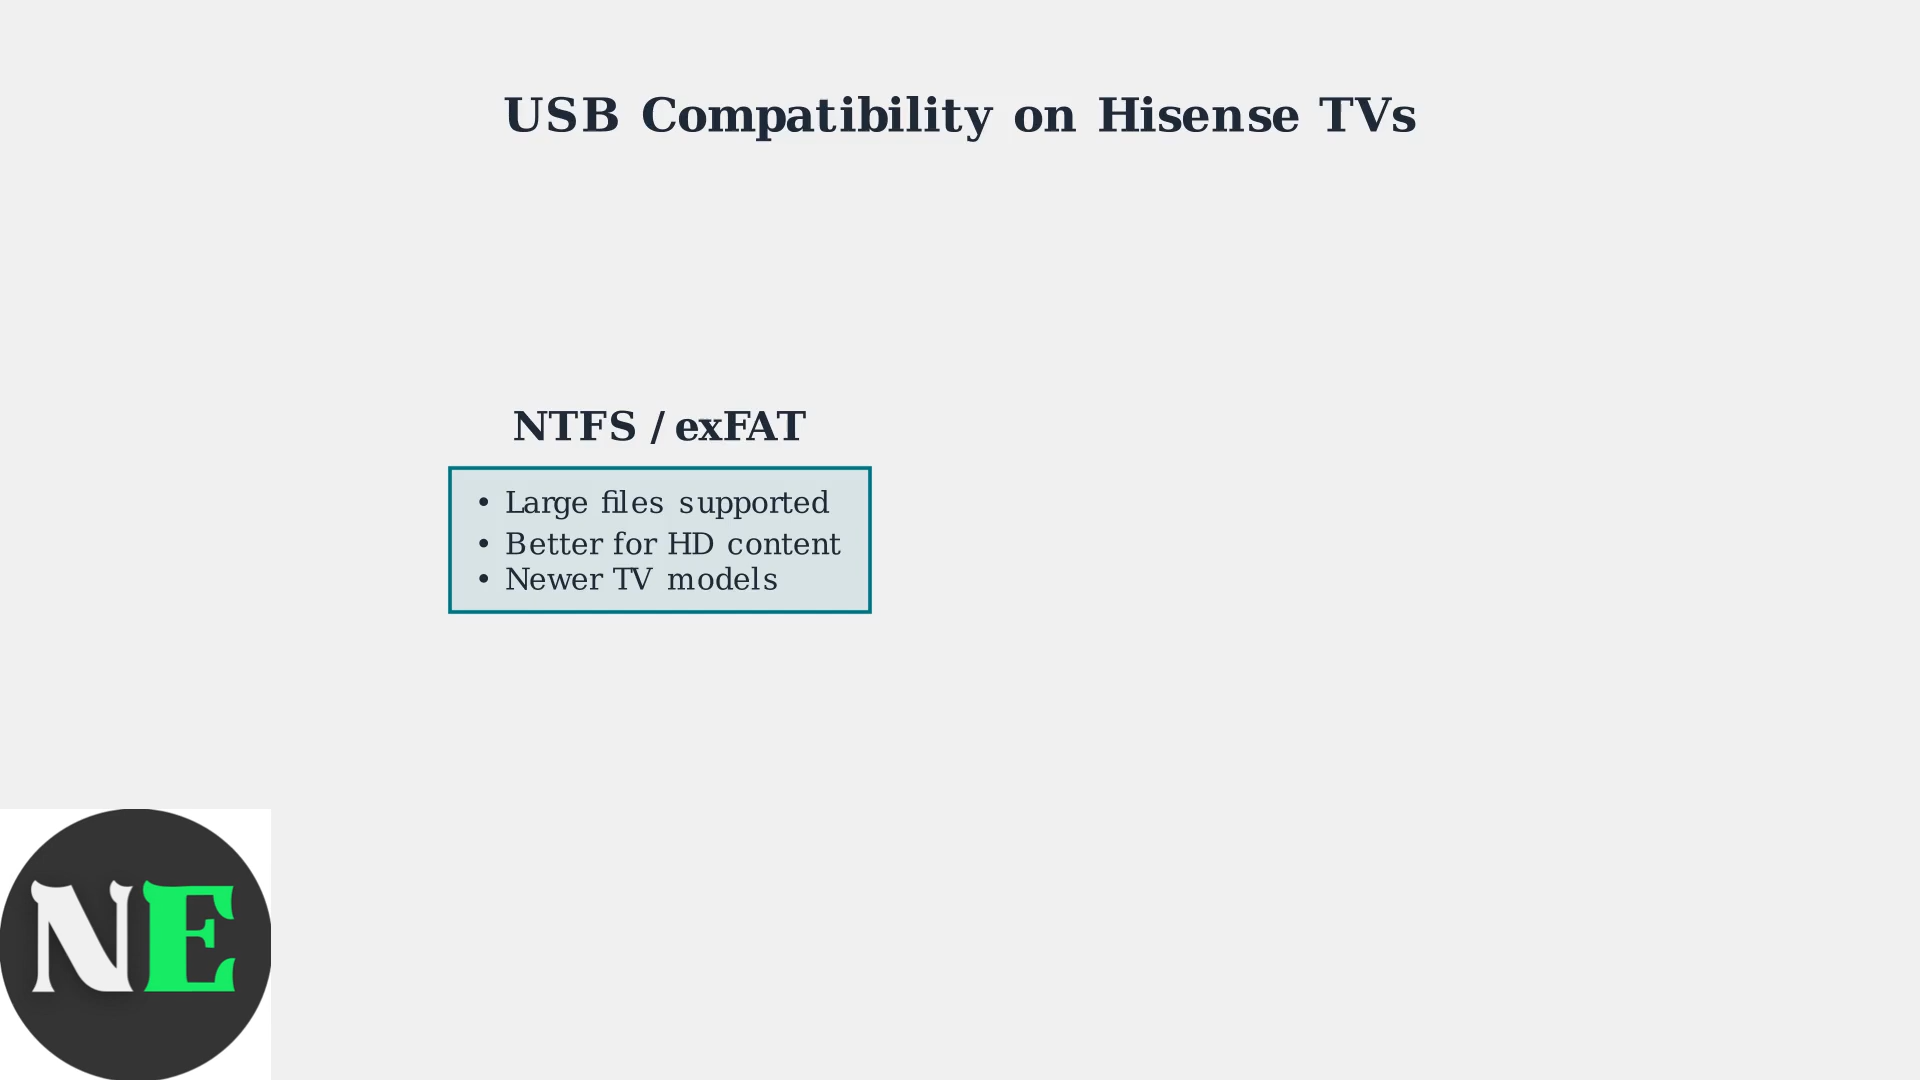 USB Compatibility on Hisense TVs
NTFS / exFAT
• Large files supported
• Better for HD content
• Newer TV models
NE